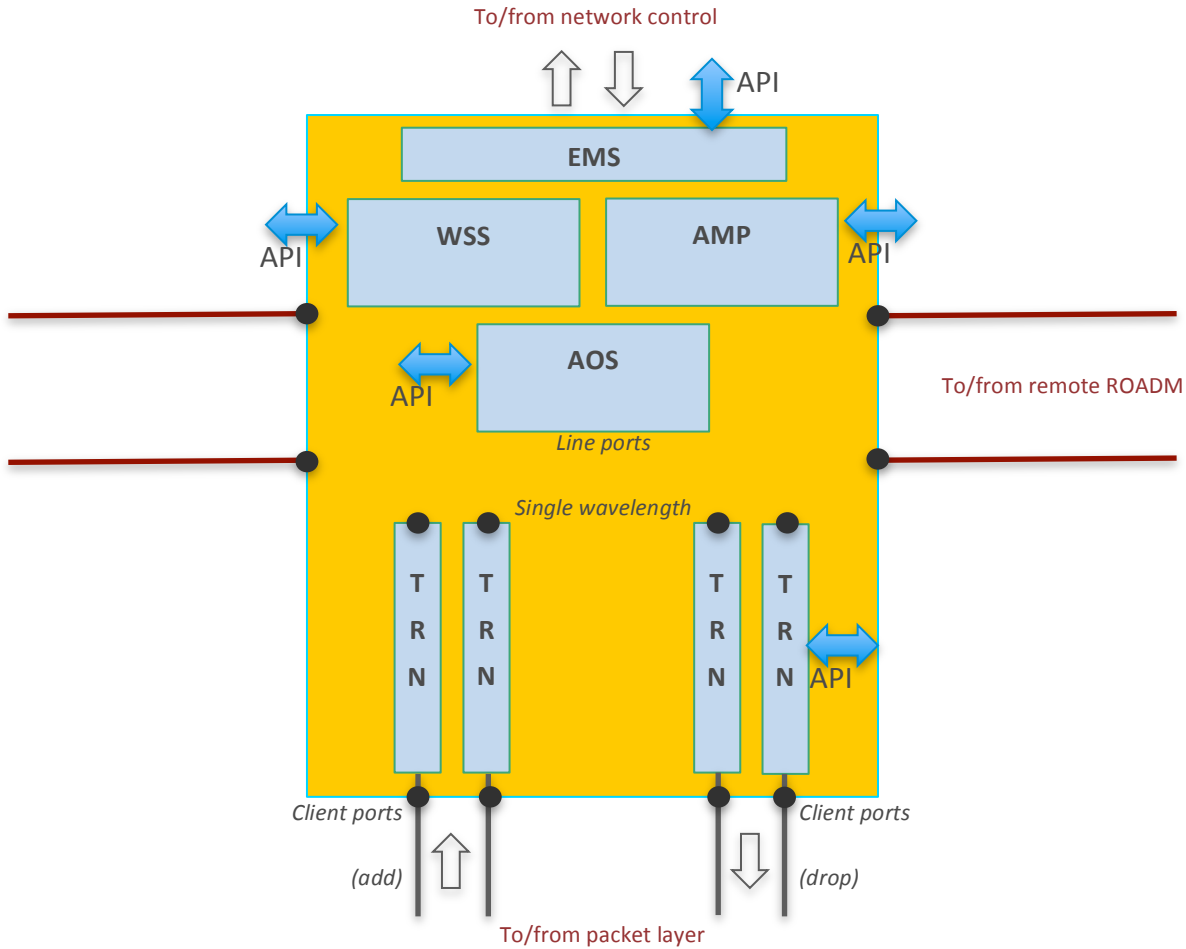 To/from network control
API
EMS
WSS
AMP
API
API
AOS
API
To/from remote ROADM
Line ports
Single wavelength
T
R
N
T
R
N
T
R
N
T
R
N
API
Client ports
Client ports
(add)
(drop)
To/from packet layer